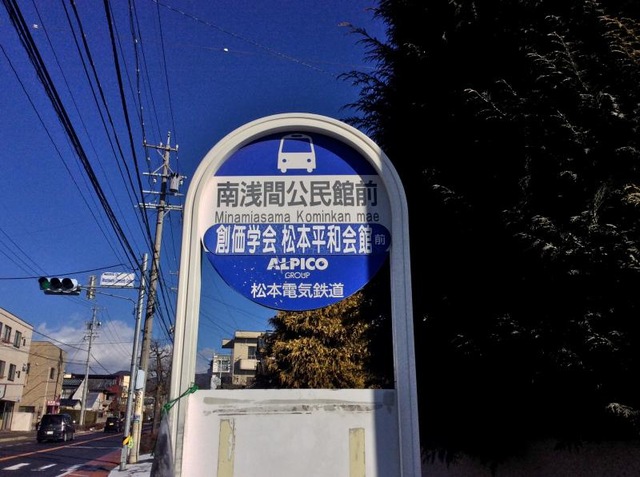 南浅間公民館前
Minamiasama Kominkan mae
創価学会 松本平和会館前
ALPICO
GROUP
松本電気鉄道